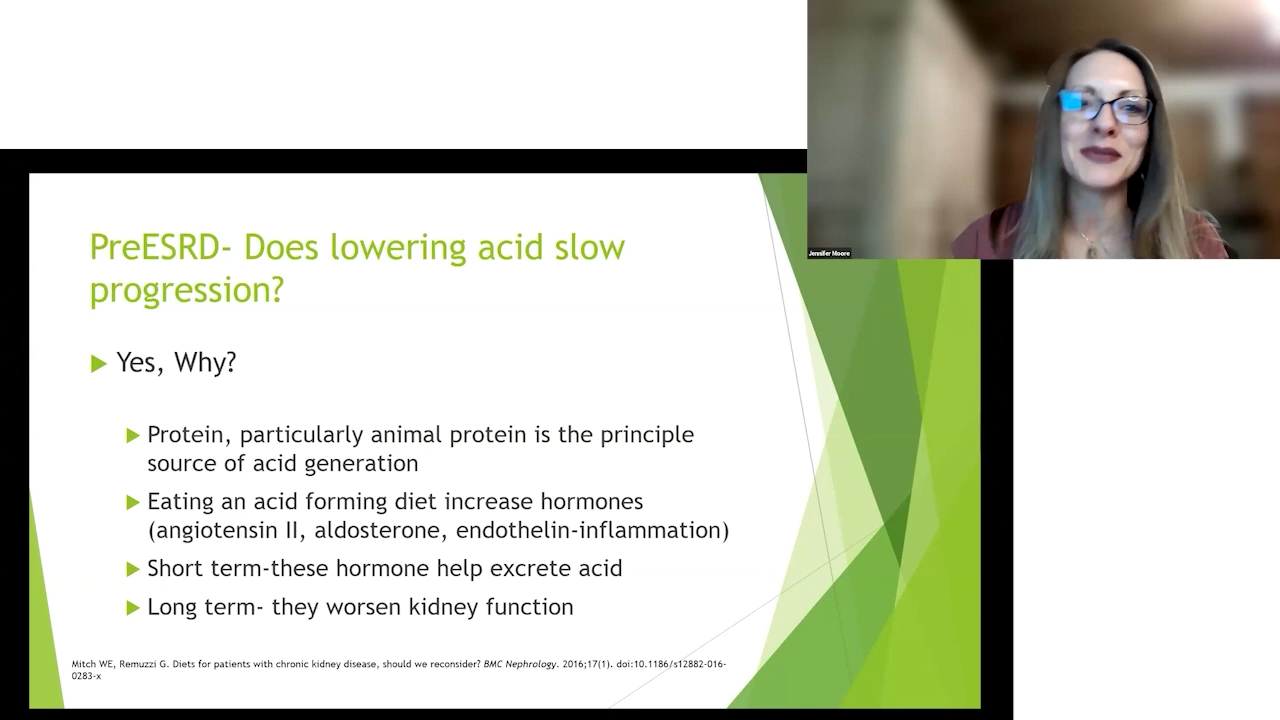 Jennifer Moore
PreESRD- Does lowering acid slow
progression?
Yes, Why?
Protein, particularly animal protein is the principle
source of acid generation
Eating an acid forming diet increase hormones
(angiotensin II, aldosterone, endothelin-inflammation)
Short term-these hormone help excrete acid
Long term- they worsen kidney function
Mitch WE, Remuzzi G. Diets for patients with chronic kidney disease, should we reconsider? BMC Nephrology. 2016;17(1). doi:10.1186/s12882-016-
0283-x